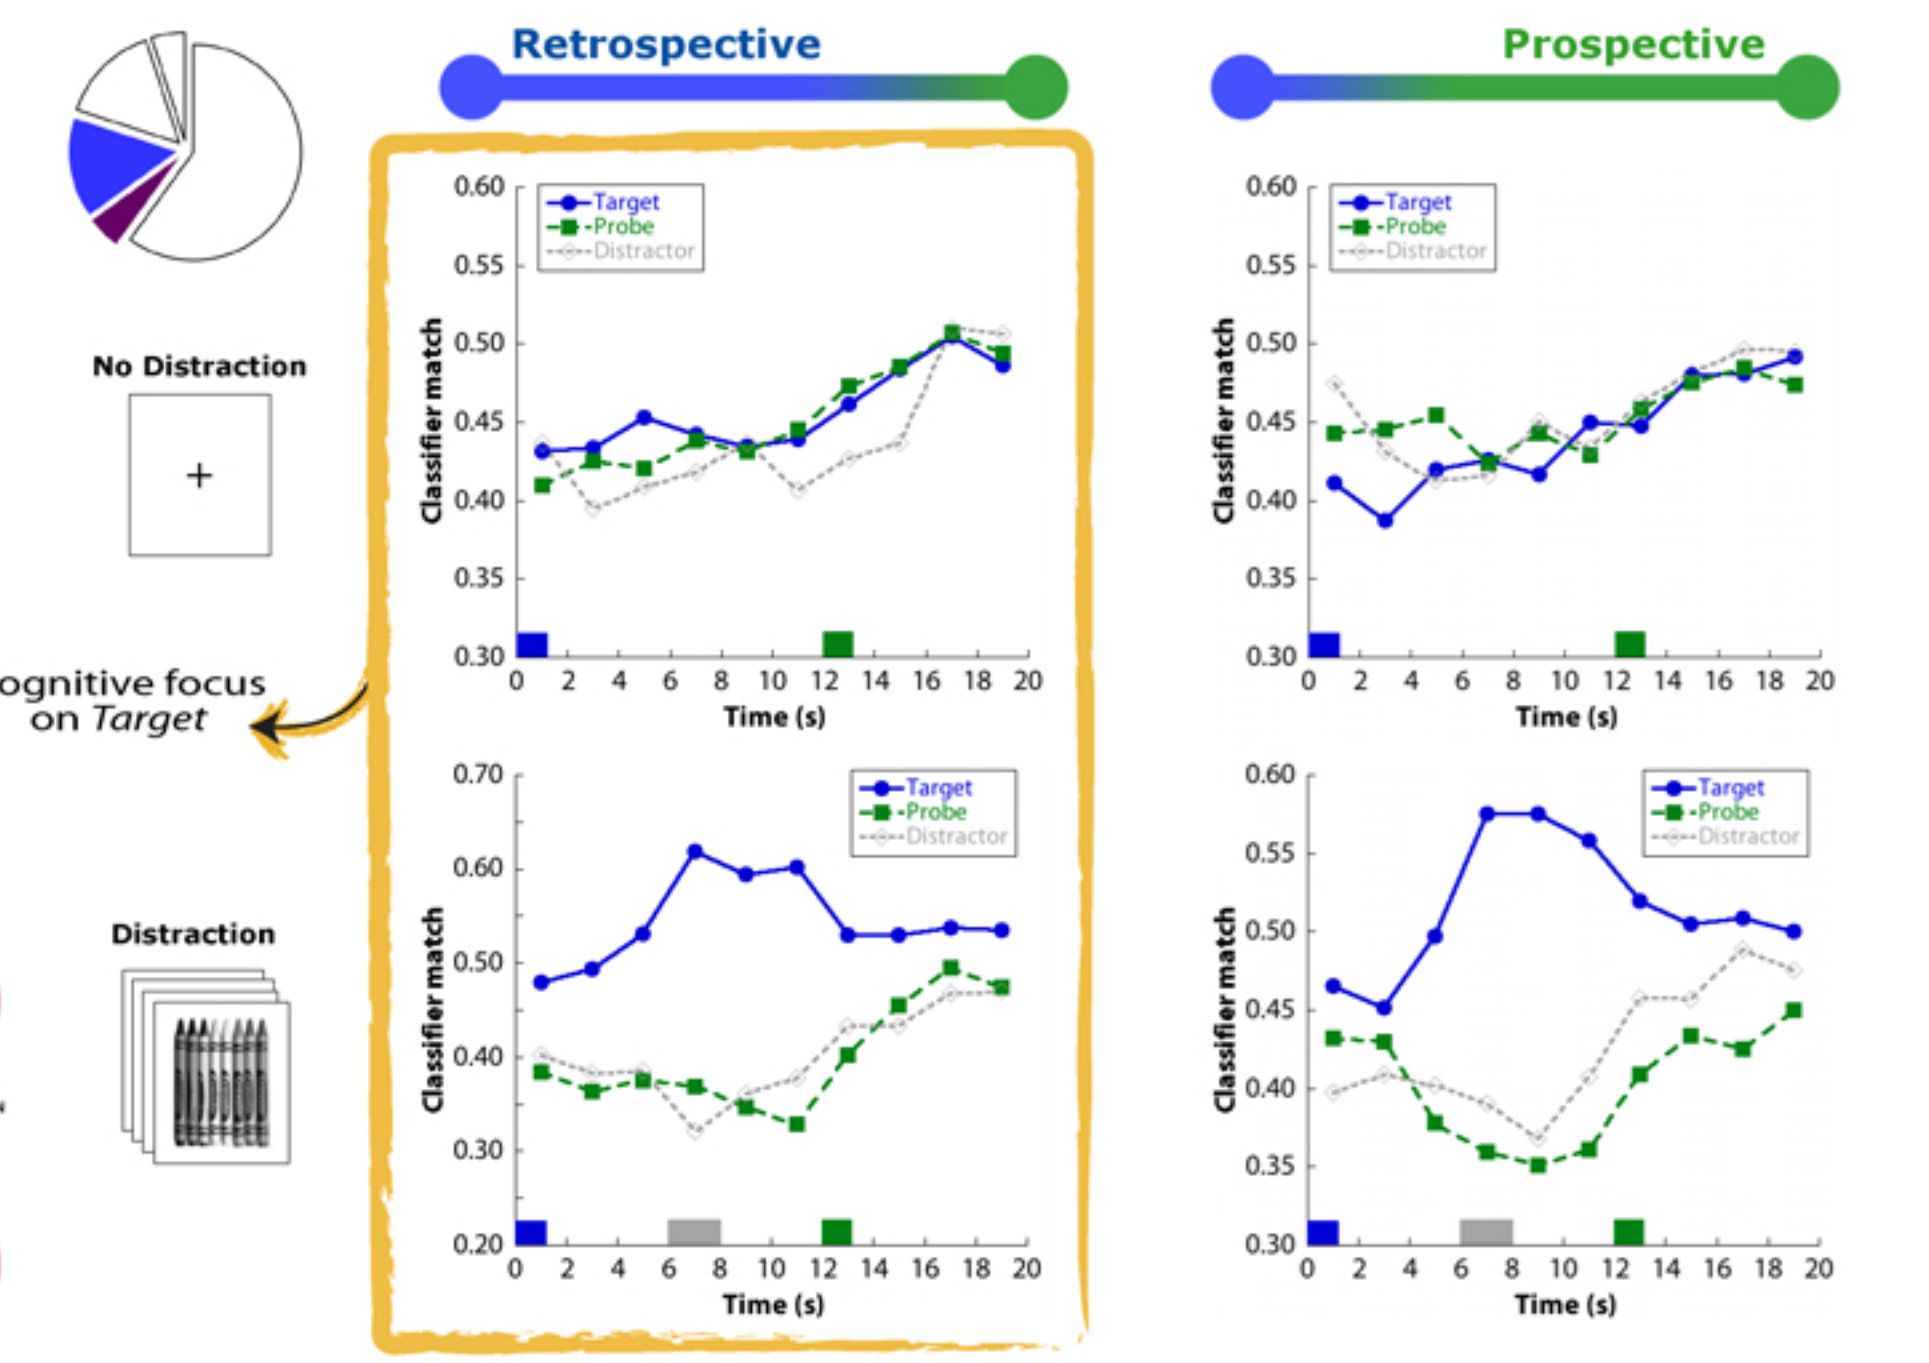 Retrospective
Prospective
0.60
0.55
0.50
0.45
0.40
0.35
0.30
Classifier match
Target
Probe
Distractor
0 2 4 6 8 10 12 14 16 18 20
Time (s)
0.60
0.55
0.50
0.45
0.40
0.35
0.30
Classifier match
Target
Probe
Distractor
0 2 4 6 8 10 12 14 16 18 20
Time (s)
No Distraction
+
ognitive focus
on Target
Distraction
0.70
0.60
0.50
0.40
0.30
0.20
Classifier match
Target
Probe
Distractor
0 2 4 6 8 10 12 14 16 18 20
Time (s)
0.60
0.55
0.50
0.45
0.40
0.35
0.30
Classifier match
Target
Probe
Distractor
0 2 4 6 8 10 12 14 16 18 20
Time (s)